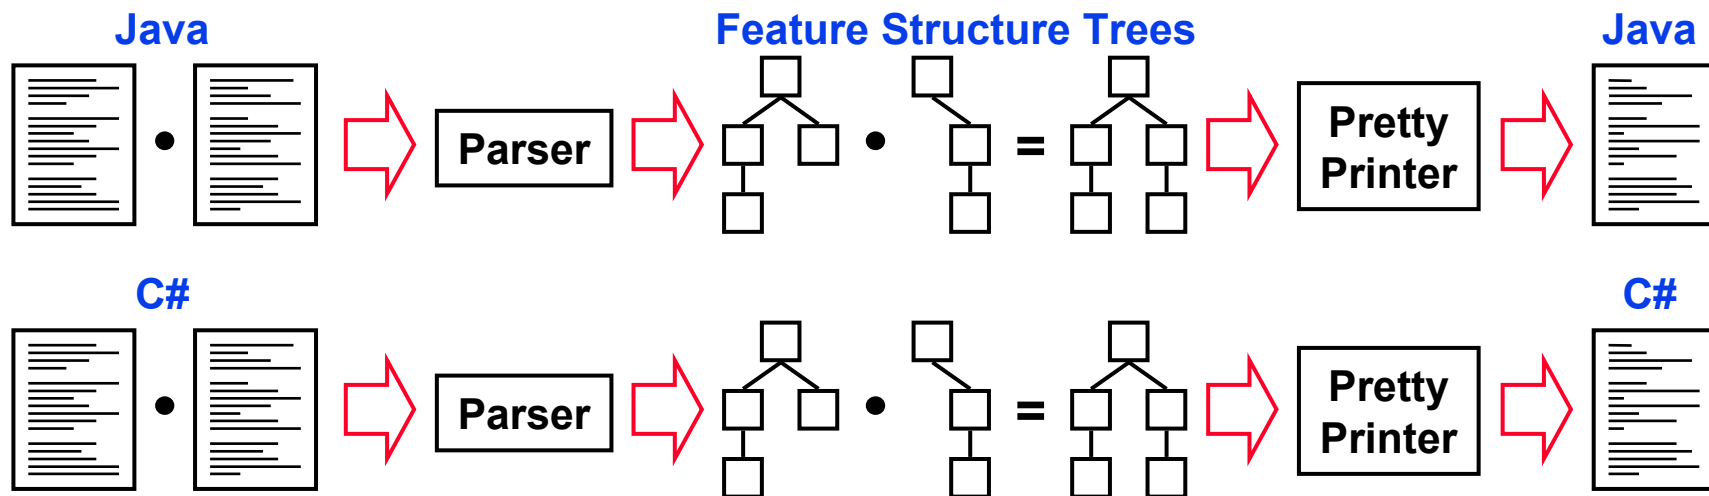 Java
Feature Structure Trees
Java
Parser
=
Pretty
Printer
C#
C#
Parser
=
Pretty
Printer